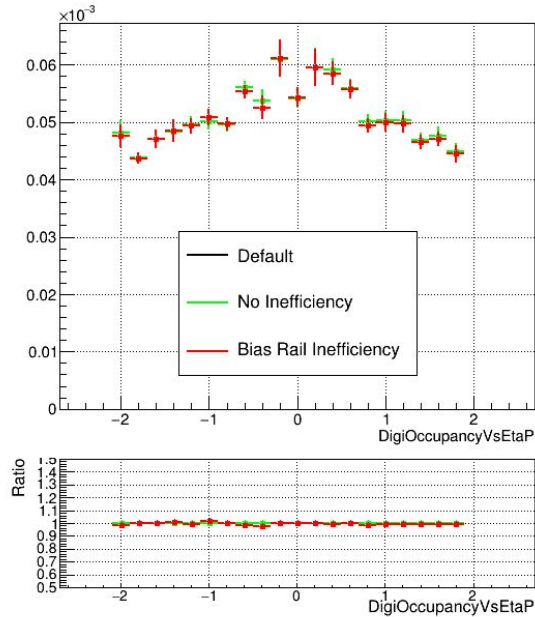 ×10⁻³
0.06
0.05
0.04
0.03
0.02
0.01
0
Default
No Inefficiency
Bias Rail Inefficiency
−2 −1 0 1 2
DigiOccupancyVsEtaP
Ratio
1.5
1.4
1.3
1.2
1.1
1
0.9
0.8
0.7
0.6
0.5
−2 −1 0 1 2
DigiOccupancyVsEtaP